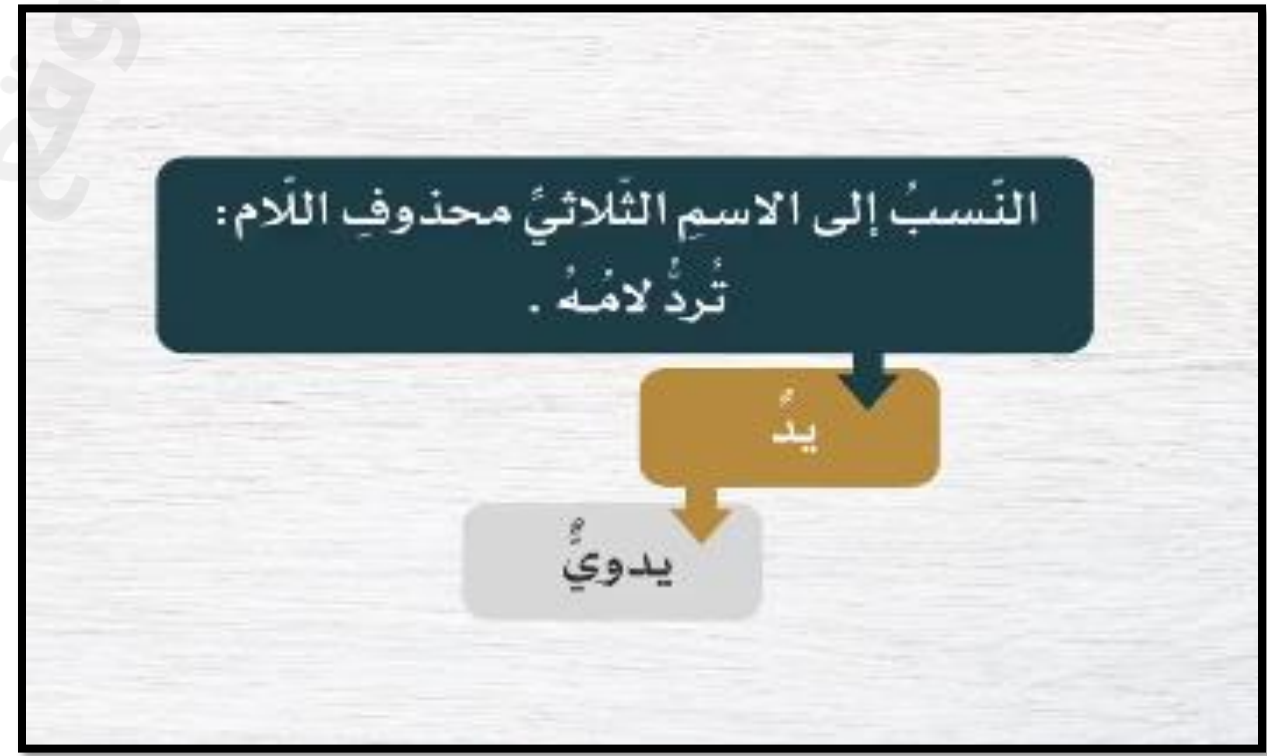 النّسبُ إلى الاسمِ الثّلاثيِّ محذوفِ اللّام:
تُردُّ لامُهُ .
يدٌ
يدويٌّ